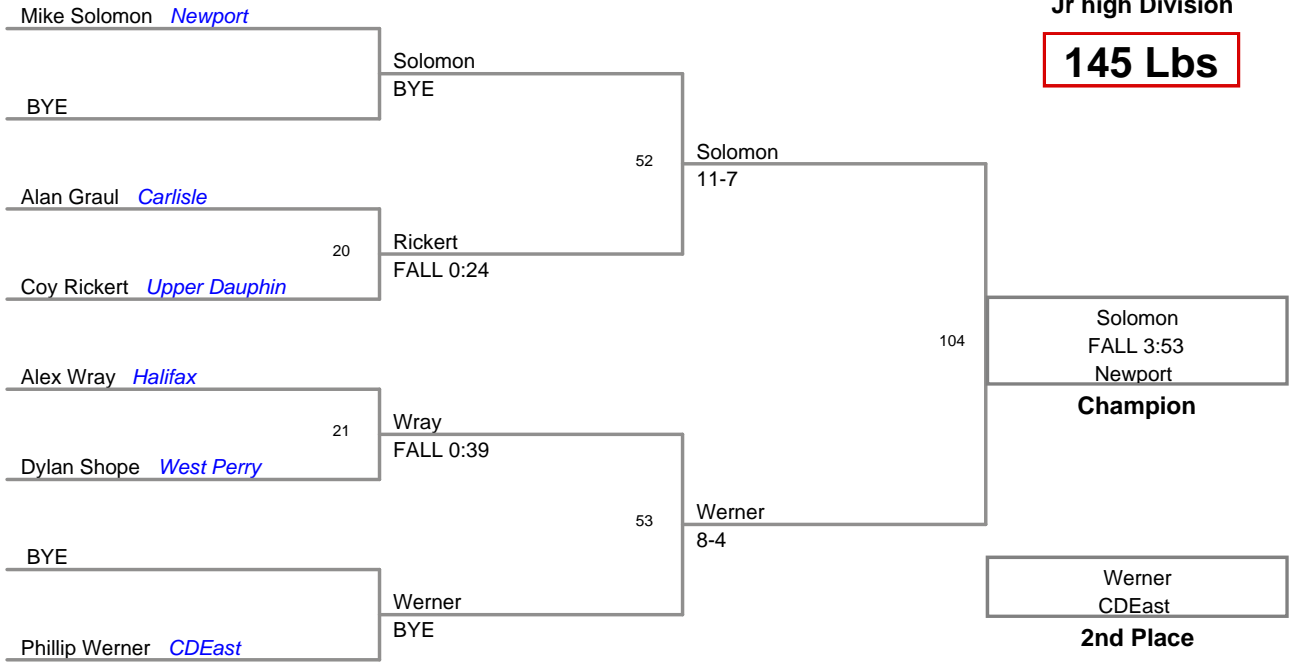 Jr high Division
145 Lbs
Mike Solomon Newport
BYE
Solomon
BYE
Alan Graul Carlisle
20
Coy Rickert Upper Dauphin
Rickert
FALL 0:24
52
Solomon
11-7
Alex Wray Halifax
21
Dylan Shope West Perry
Wray
FALL 0:39
BYE
Phillip Werner CDEast
Werner
BYE
53
Werner
8-4
104
Solomon
FALL 3:53
Newport
Champion
Werner
CDEast
2nd Place